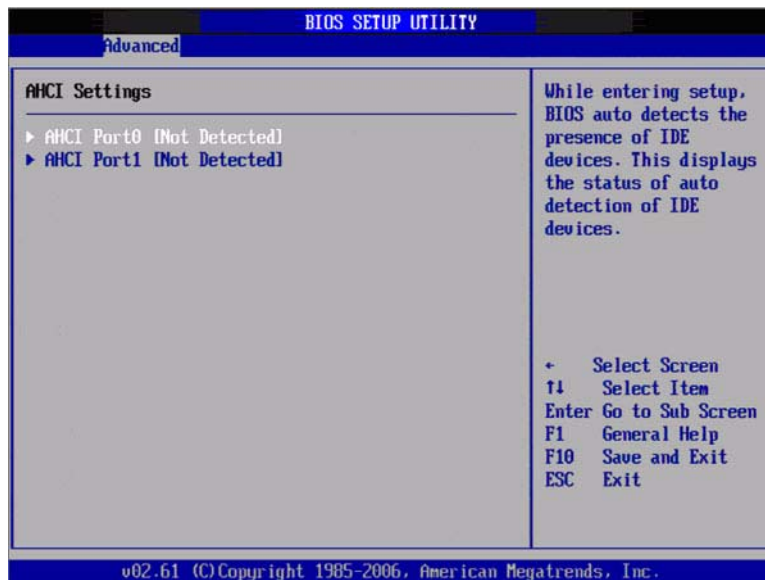 BIOS SETUP UTILITY
Advanced
AHCI Settings
▶ AHCI Port0 [Not Detected]
▶ AHCI Port1 [Not Detected]
While entering setup,
BIOS auto detects the
presence of IDE
devices. This displays
the status of auto
detection of IDE
devices.
← Select Screen
↑↓ Select Item
Enter Go to Sub Screen
F1 General Help
F10 Save and Exit
ESC Exit
v02.61 (C)Copyright 1985-2006, American Megatrends, Inc.